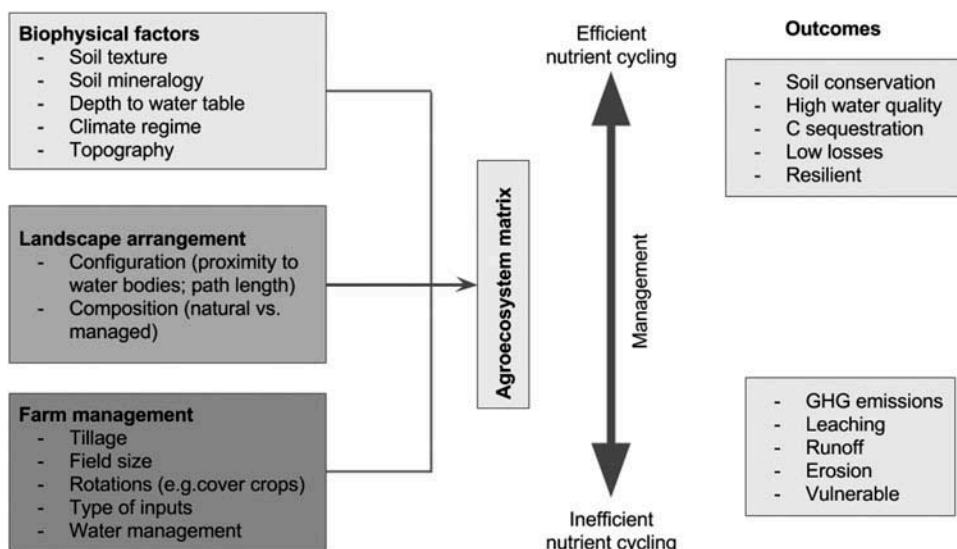 Biophysical factors
- Soil texture
- Soil mineralogy
- Depth to water table
- Climate regime
- Topography
Landscape arrangement
- Configuration (proximity to
water bodies; path length)
- Composition (natural vs.
managed)
Farm management
- Tillage
- Field size
- Rotations (e.g.cover crops)
- Type of inputs
- Water management
Agroecosystem matrix
Efficient
nutrient cycling
Management
Inefficient
nutrient cycling
Outcomes
- Soil conservation
- High water quality
- C sequestration
- Low losses
- Resilient
- GHG emissions
- Leaching
- Runoff
- Erosion
- Vulnerable